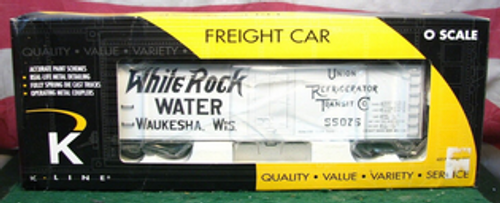 FREIGHT CAR
O SCALE
QUALITY • VALUE • VARIETY
ACCURATE PAINT SCHEMES
REAL-LIFE METAL DETAILING
FULLY SPRUNG DIE CAST TRUCKS
OPERATING METAL COUPLERS
White Rock
WATER
WAUKESHA, WIS.
UNION
REFRIGERATOR
TRANSIT CO
55026
K
K-LINE
QUALITY • VALUE • VARIETY • SERVICE